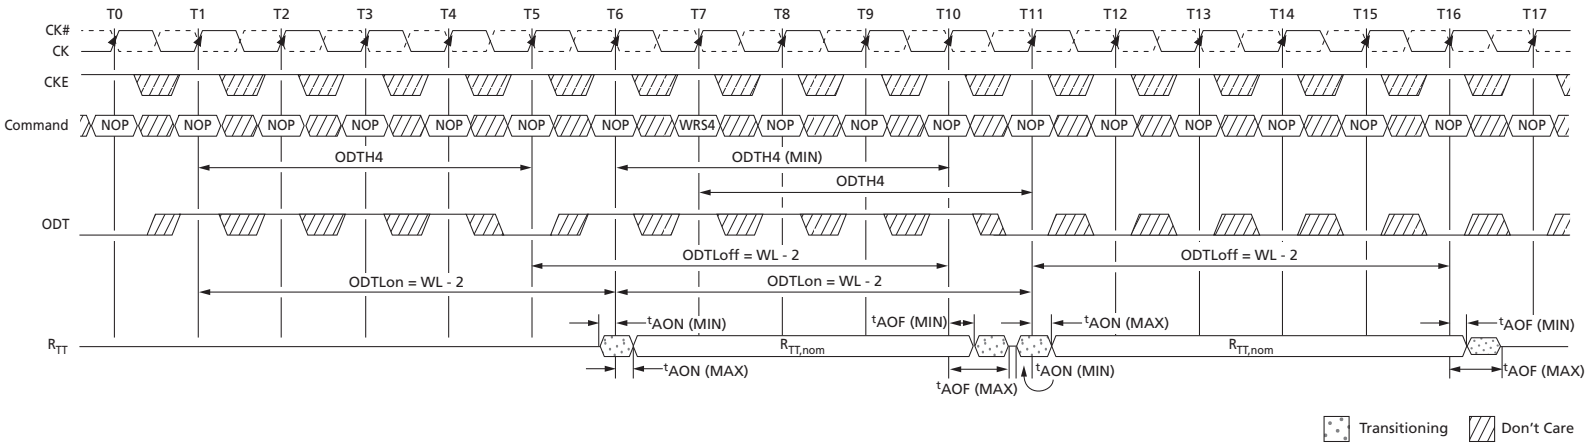 T0 T1 T2 T3 T4 T5 T6 T7 T8 T9 T10 T11 T12 T13 T14 T15 T16 T17
CK#
CK
CKE
Command NOP NOP NOP NOP NOP NOP NOP WRS4 NOP NOP NOP NOP NOP NOP NOP NOP NOP NOP
ODTH4 ODTH4 (MIN)
ODTH4
ODT
ODTLoff = WL - 2 ODTLoff = WL - 2
ODTLon = WL - 2 ODTLon = WL - 2
tAON (MIN) tAOF (MIN) tAON (MAX) tAOF (MIN)
RTT RTT,nom RTT,nom
tAON (MAX) tAON (MIN) tAOF (MAX)
tAOF (MAX)
Transitioning Don't Care